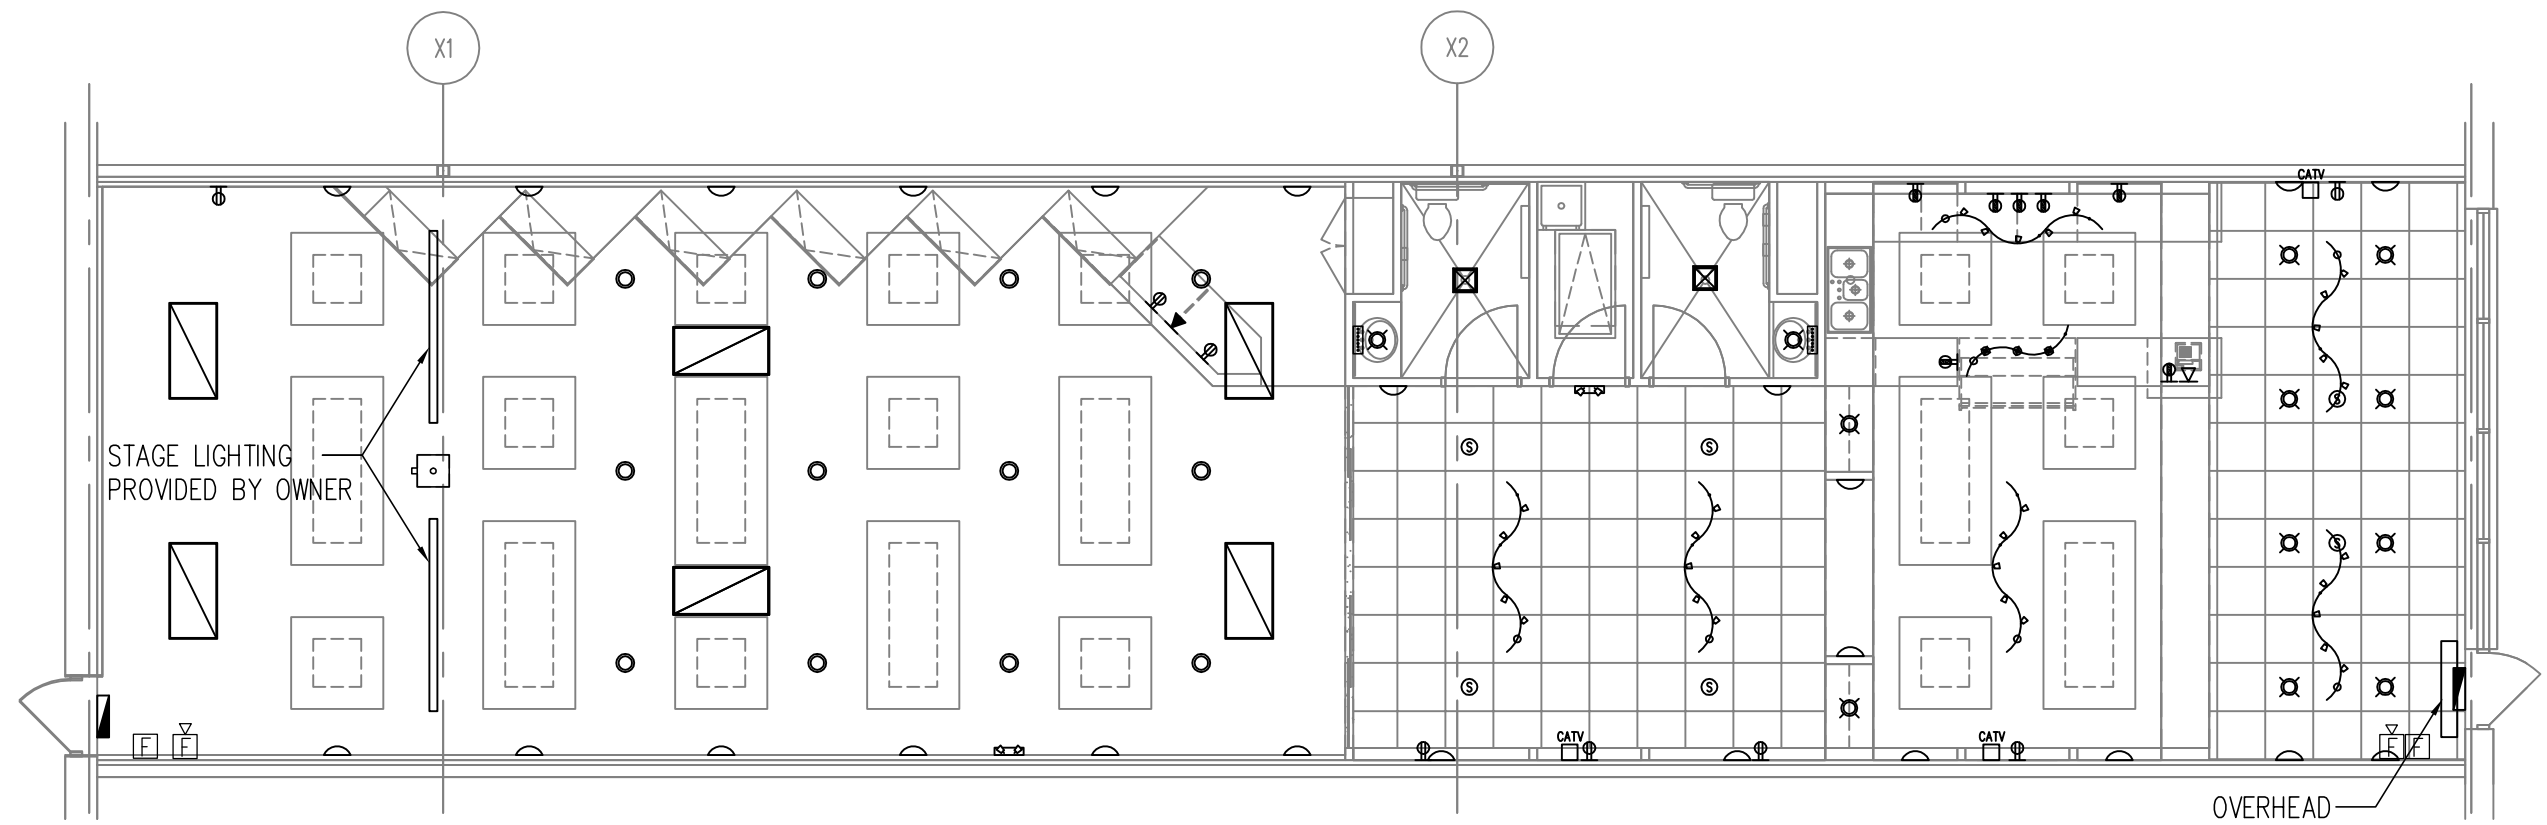 X1
X2
CATV
STAGE LIGHTING
PROVIDED BY OWNER
S
S
S
S
S
S
CATV
CATV
F
F
F
F
OVERHEAD